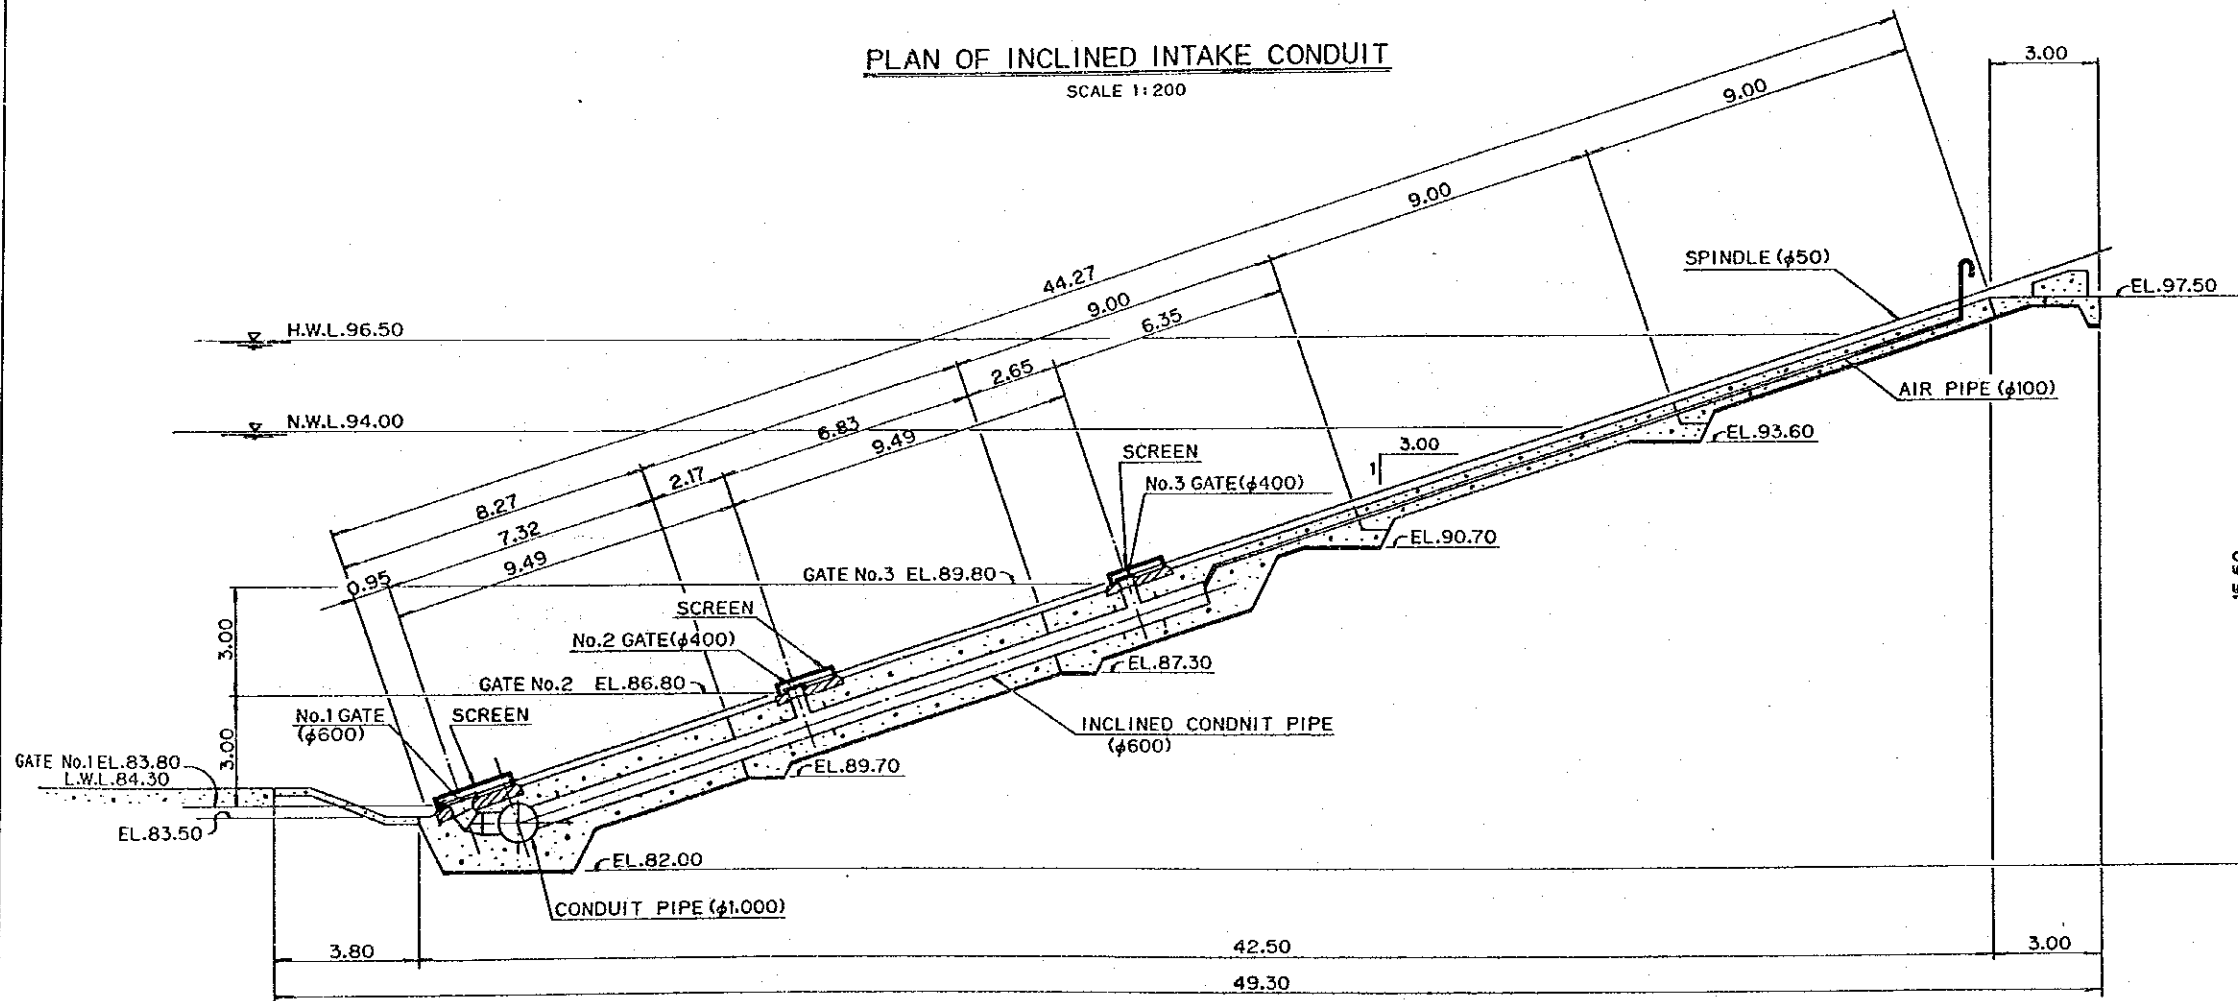 PLAN OF INCLINED INTAKE CONDUIT
SCALE 1:200
3.00
9.00
9.00
44.27
9.00
6.35
SPINDLE (ϕ50)
EL.97.50
H.W.L.96.50
2.65
AIR PIPE (ϕ100)
N.W.L.94.00
6.83
9.49
EL.93.60
3.00
1
SCREEN
No.3 GATE(ϕ400)
2.17
8.27
7.32
9.49
0.95
EL.90.70
GATE No.3 EL.89.80
15.50
SCREEN
No.2 GATE(ϕ400)
3.00
EL.87.30
GATE No.2 EL.86.80
No.1 GATE
(ϕ600)
SCREEN
INCLINED CONDNIT PIPE
(ϕ600)
3.00
GATE No.1 EL.83.80
L.W.L.84.30
EL.89.70
EL.83.50
EL.82.00
CONDUIT PIPE (ϕ1.000)
3.80
42.50
3.00
49.30